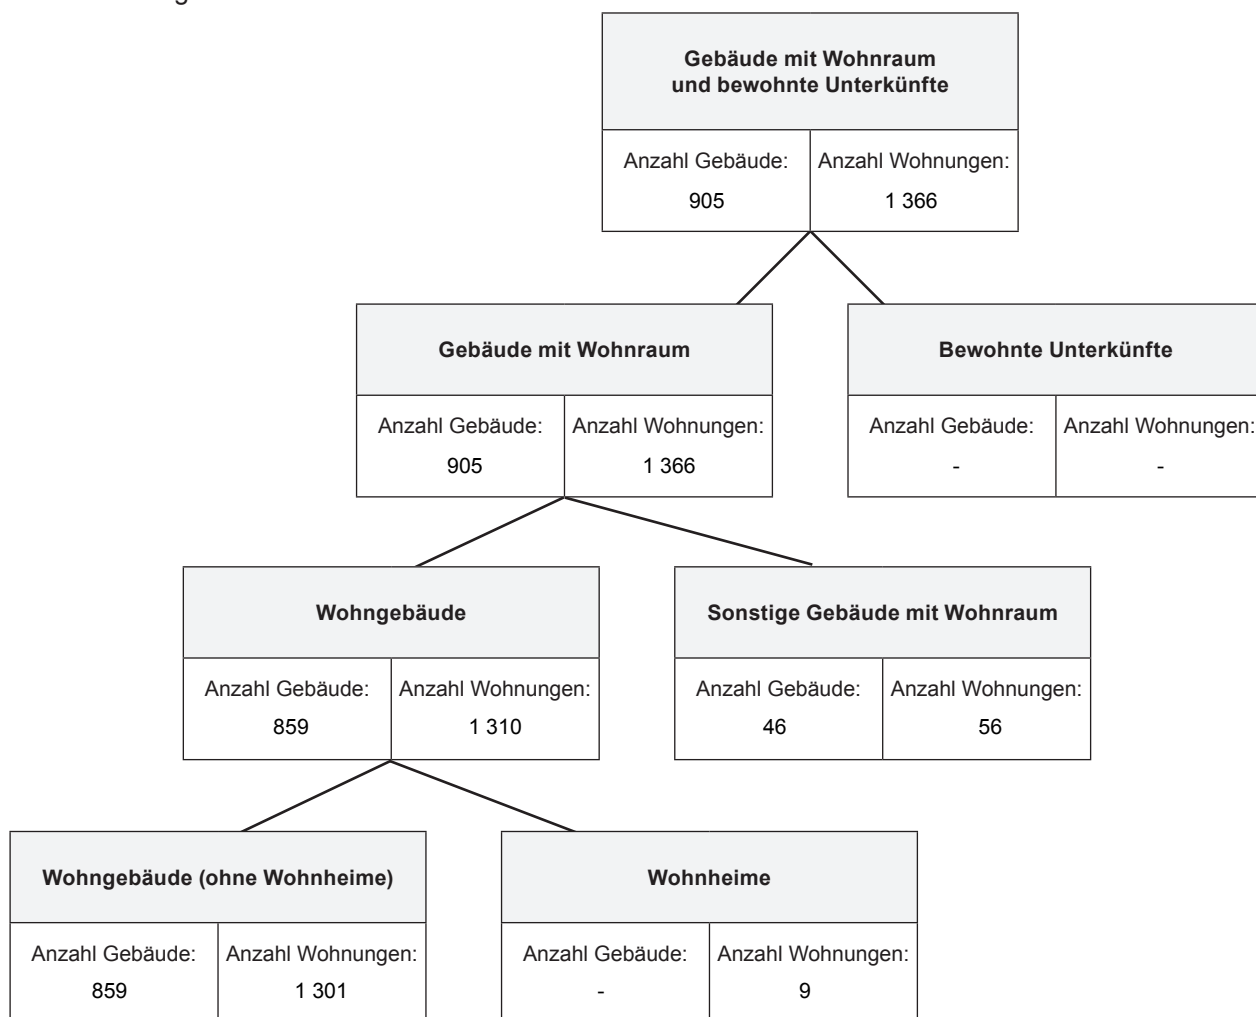 Gebäude mit Wohnraum
und bewohnte Unterkünfte
Anzahl Gebäude: Anzahl Wohnungen:
905 1 366
Gebäude mit Wohnraum
Anzahl Gebäude: Anzahl Wohnungen:
905 1 366
Bewohnte Unterkünfte
Anzahl Gebäude: Anzahl Wohnungen:
- -
Wohngebäude
Anzahl Gebäude: Anzahl Wohnungen:
859 1 310
Sonstige Gebäude mit Wohnraum
Anzahl Gebäude: Anzahl Wohnungen:
46 56
Wohngebäude (ohne Wohnheime)
Anzahl Gebäude: Anzahl Wohnungen:
859 1 301
Wohnheime
Anzahl Gebäude: Anzahl Wohnungen:
- 9